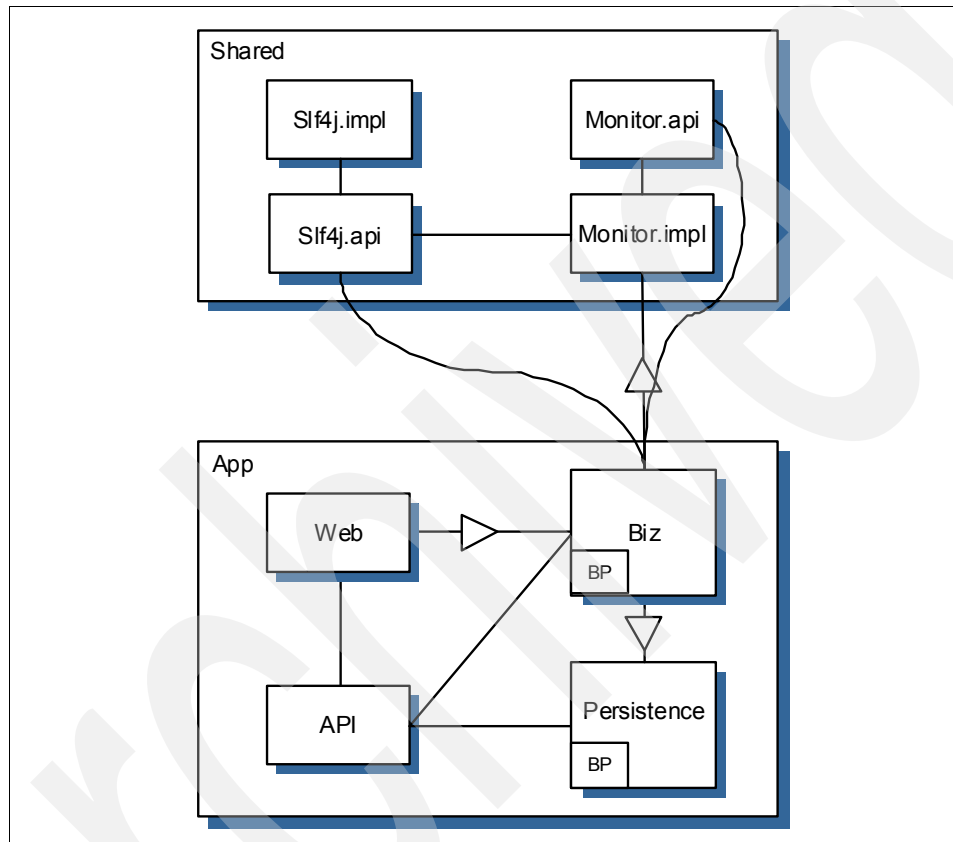 Shared
Slf4j.impl
Monitor.api
Slf4j.api
Monitor.impl
App
Web
Biz
BP
API
Persistence
BP